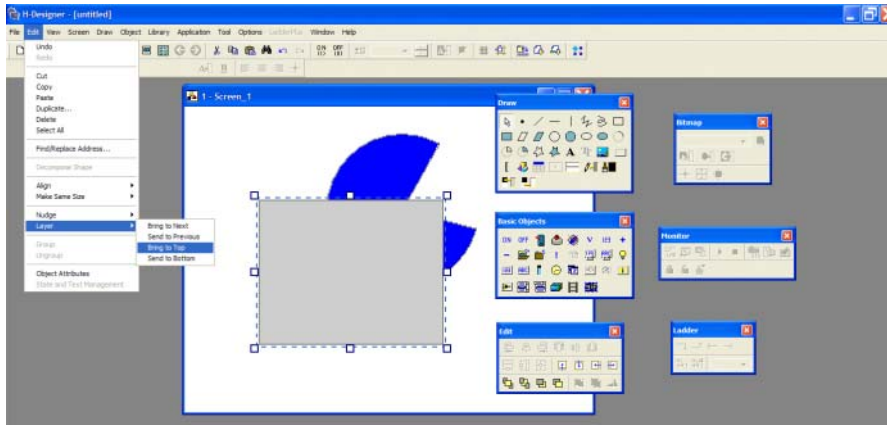 H-Designer - [untitled]
File Edit View Screen Draw Object Library Application Tool Options Window Help
Undo
Redo
Cut
Copy
Paste
Duplicate...
Delete
Select All
Find/Replace Address...
Decompose Shape
Align
Make Same Size
Nudge
Layer
Group
Ungroup
Object Attributes
State and Text Management
Bring to Next
Send to Previous
Bring to Top
Send to Bottom
1 - Screen_1
Draw
A
Bitmap
Basic Objects
ON OFF
Monitor
Edit
Ladder